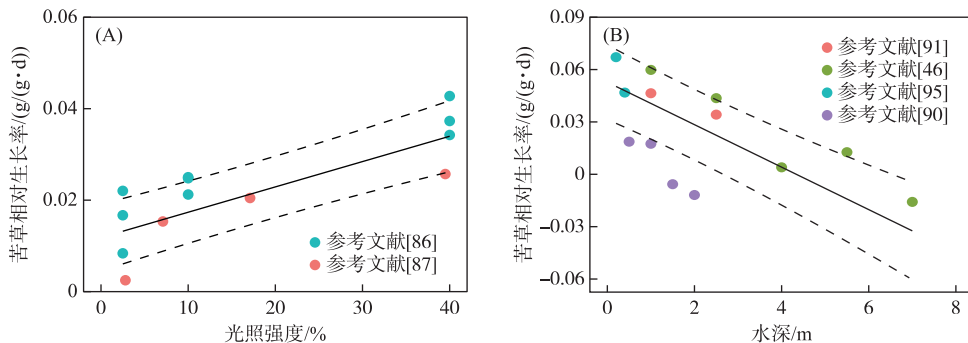 (A)
苦草相对生长率/(g/(g·d))
0.06
0.04
0.02
0
0
10
20
30
40
光照强度/%
参考文献[86]
参考文献[87]
(B)
苦草相对生长率/(g/(g·d))
0.09
0.06
0.03
0
−0.03
−0.06
0
2
4
6
8
水深/m
参考文献[91]
参考文献[46]
参考文献[95]
参考文献[90]